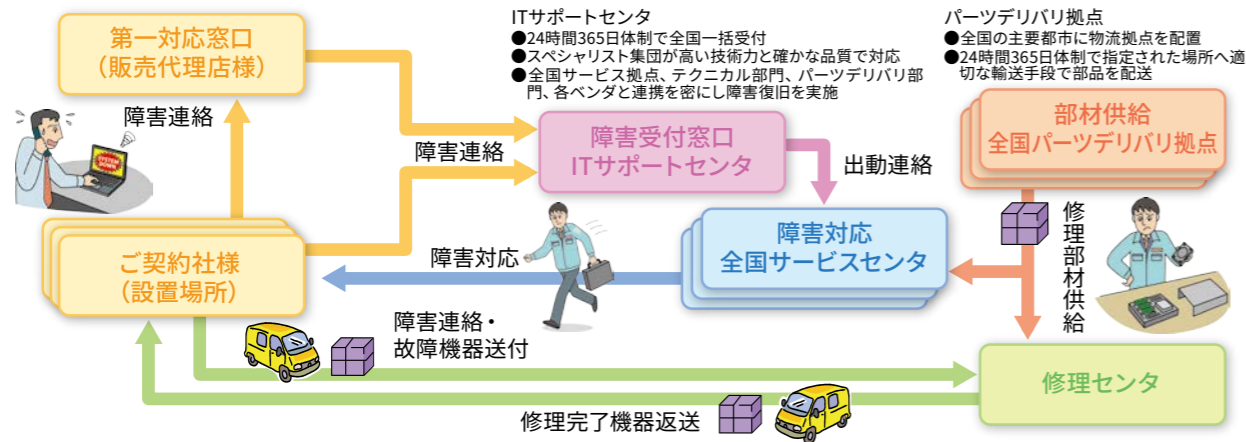 ITサポートセンタ
●24時間365日体制で全国一括受付
●スペシャリスト集団が高い技術力と確かな品質で対応
●全国サービス拠点、テクニカル部門、パーツデリバリ部
門、各ベンダと連携を密にし障害復旧を実施
パーツデリバリ拠点
●全国の主要都市に物流拠点を配置
●24時間365日体制で指定された場所へ適
切な輸送手段で部品を配送
第一対応窓口
（販売代理店様）
障害連絡
SYSTEM
DOWN
障害連絡
障害受付窓口
ITサポートセンタ
出動連絡
部材供給
全国パーツデリバリ拠点
ご契約社様
（設置場所）
障害対応
障害対応
全国サービスセンタ
修理部材供給
障害連絡・
故障機器送付
修理センタ
修理完了機器返送